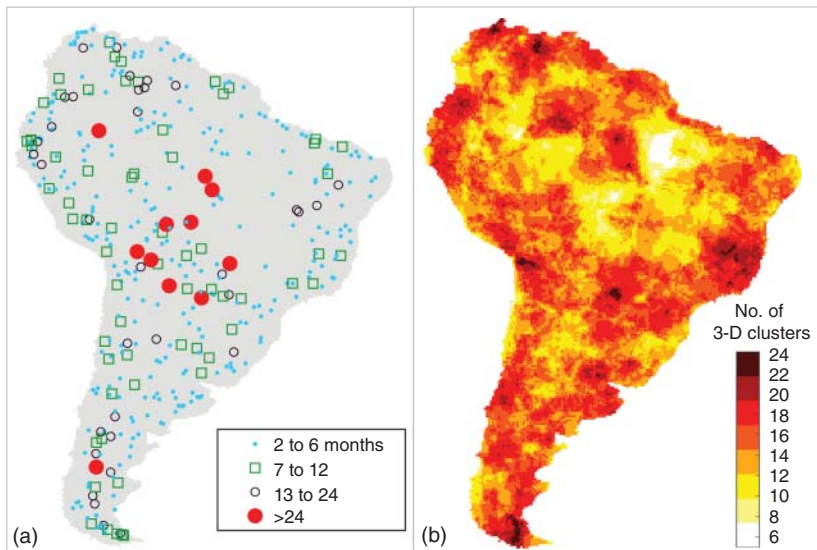 2 to 6 months
7 to 12
13 to 24
>24
(a)
No. of
3-D clusters
24
22
20
18
16
14
12
10
8
6
(b)